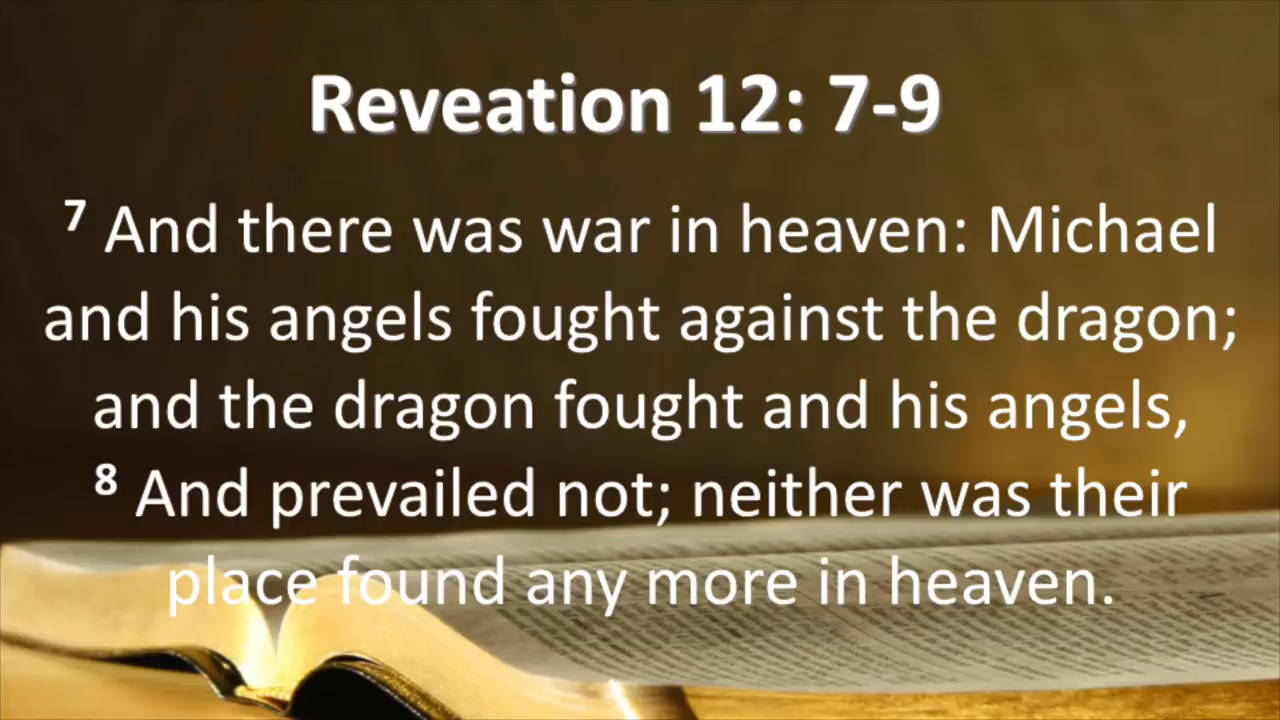 Reveation 12: 7-9
7 And there was war in heaven: Michael
and his angels fought against the dragon;
and the dragon fought and his angels,
8 And prevailed not; neither was their
place found any more in heaven.